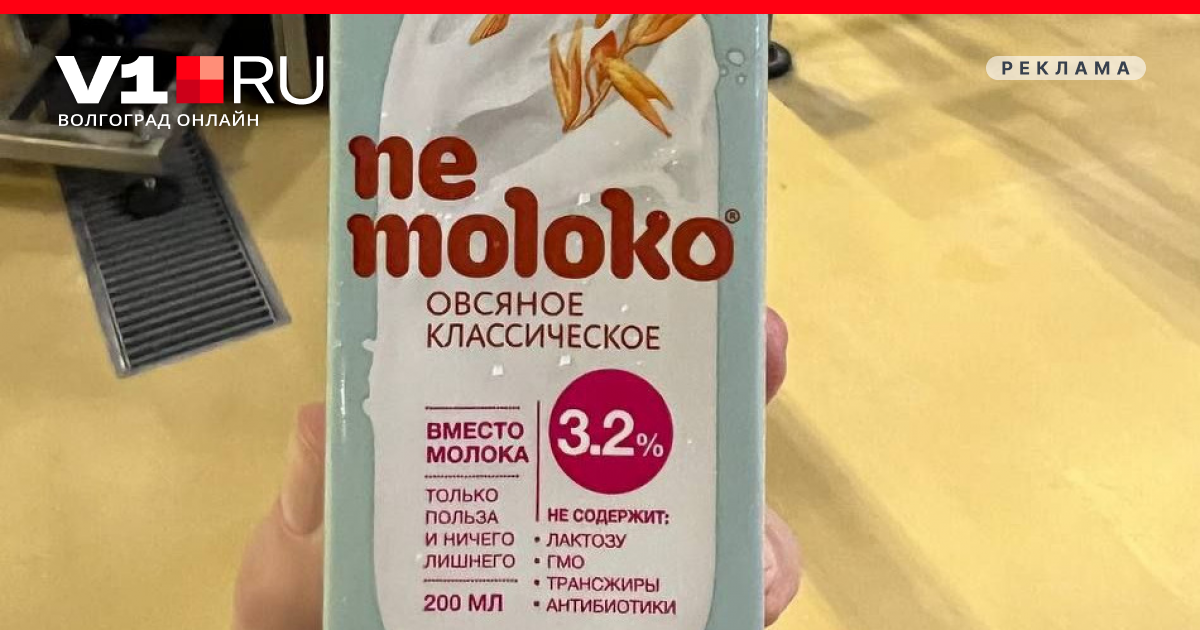 V1 RU
ВОЛГОГРАД ОНЛАЙН
РЕКЛАМА
ne
moloko®
ОВСЯНОЕ
КЛАССИЧЕСКОЕ
3.2%
ВМЕСТО
МОЛОКА
ТОЛЬКО
ПОЛЬЗА
И НИЧЕГО
ЛИШНЕГО
200 МЛ
НЕ СОДЕРЖИТ:
• ЛАКТОЗУ
• ГМО
• ТРАНСЖИРЫ
• АНТИБИОТИКИ